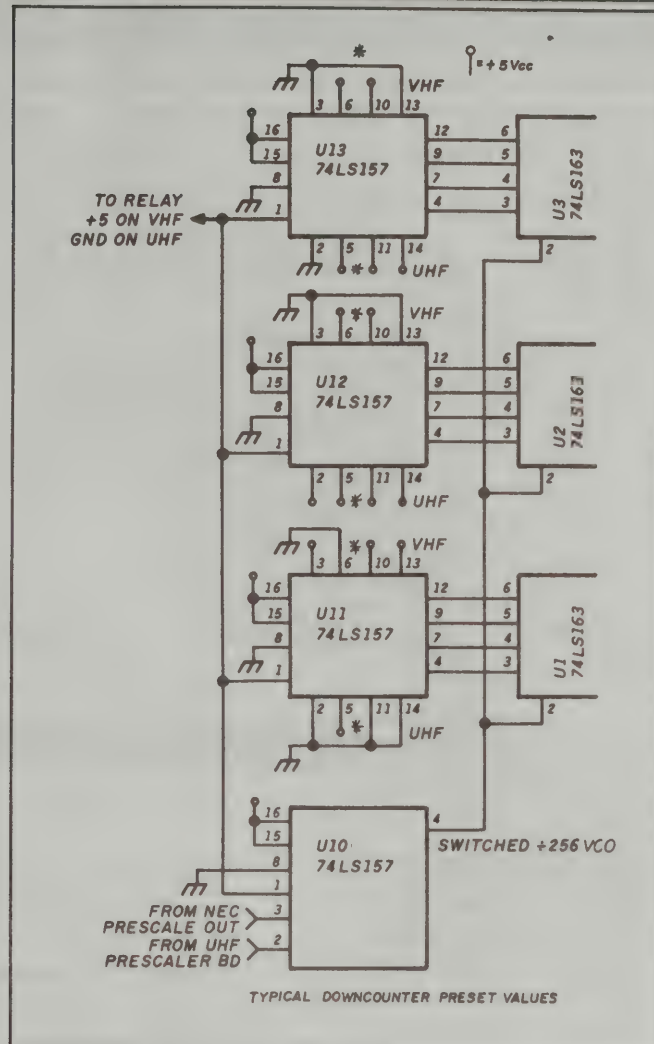 *
= +5 Vcc
VHF
3 6 10 13
16
15
8
1
U13
74LS157
12
9
7
4
6
5
4
3
U3
74LS163
2
TO RELAY
+5 ON VHF
GND ON UHF
2 5 11 14
* UHF
* VHF
3 6 10 13
16
15
8
1
U12
74LS157
12
9
7
4
6
5
4
3
U2
74LS163
2
2 5 11 14
* UHF
* VHF
3 6 10 13
16
15
8
1
U11
74LS157
12
9
7
4
6
5
4
3
U1
74LS163
2
2 5 * 11 14
UHF
16
15
8
1
3
2
U10
74LS157
4
SWITCHED ÷256 VCO
FROM NEC
PRESCALE OUT
FROM UHF
PRESCALER BD
TYPICAL DOWNCOUNTER PRESET VALUES